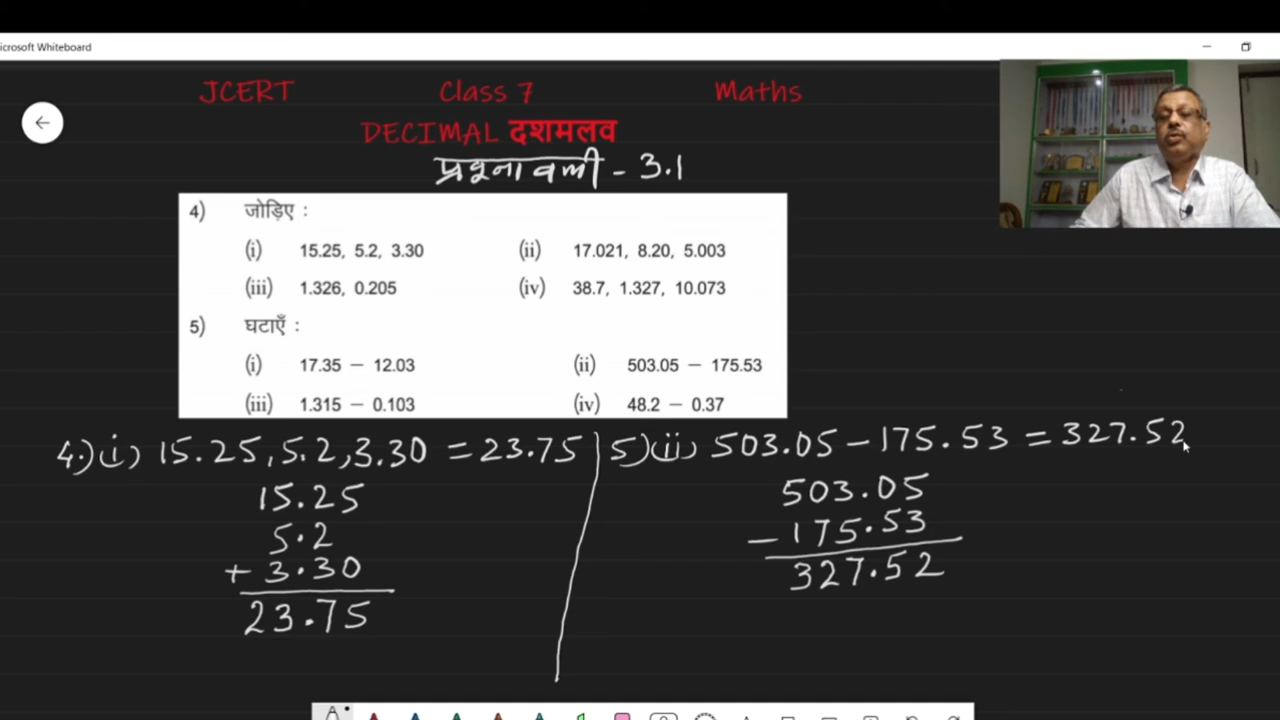 icrosoft Whiteboard
JCERT Class 7 Maths
DECIMAL दशमलव
प्रश्नावली - 3.1
4) जोड़िए :
(i) 15.25, 5.2, 3.30 (ii) 17.021, 8.20, 5.003
(iii) 1.326, 0.205 (iv) 38.7, 1.327, 10.073
5) घटाएँ :
(i) 17.35 − 12.03 (ii) 503.05 − 175.53
(iii) 1.315 − 0.103 (iv) 48.2 − 0.37
4.) (i) 15.25, 5.2, 3.30 = 23.75
15.25
5.2
+ 3.30
23.75
5) (ii) 503.05 − 175.53 = 327.52
503.05
− 175.53
327.52